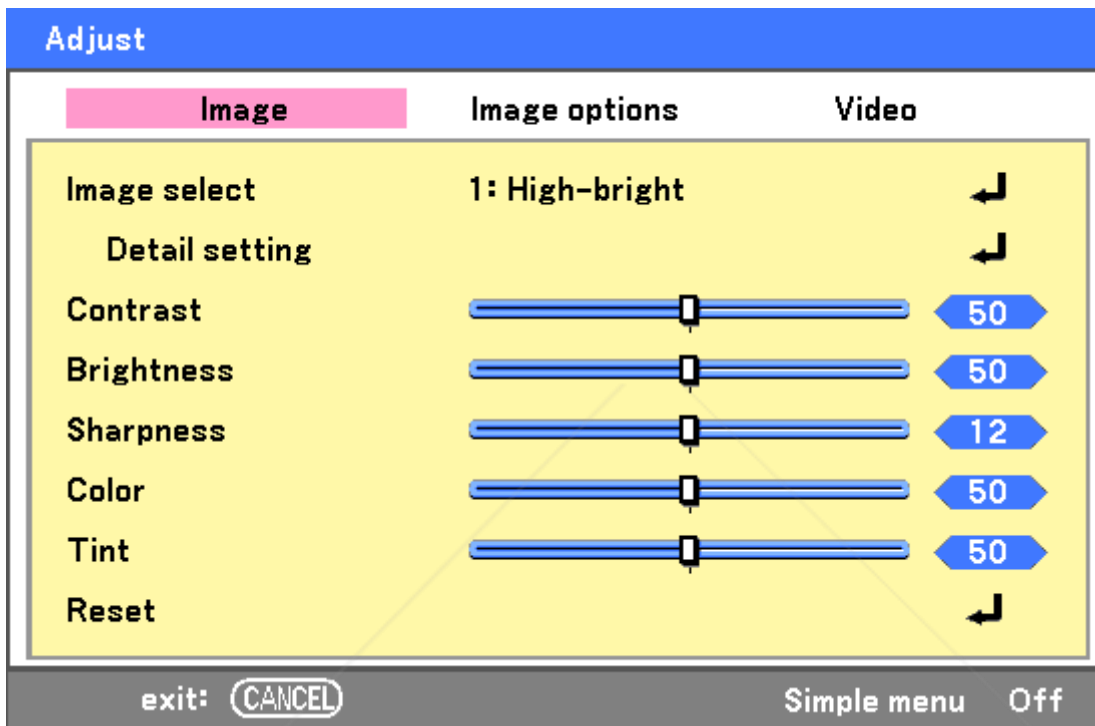 Adjust
Image Image options Video
Image select 1: High-bright
Detail setting
Contrast 50
Brightness 50
Sharpness 12
Color 50
Tint 50
Reset
exit: CANCEL Simple menu Off